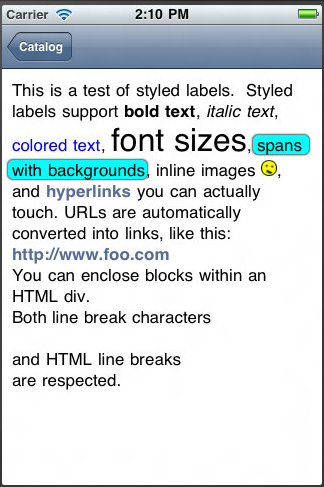 Carrier 2:10 PM
Catalog
This is a test of styled labels.  Styled
labels support bold text, italic text,
colored text, font sizes, spans
with backgrounds, inline images ,
and hyperlinks you can actually
touch. URLs are automatically
converted into links, like this:
http://www.foo.com
You can enclose blocks within an
HTML div.
Both line break characters
and HTML line breaks
are respected.